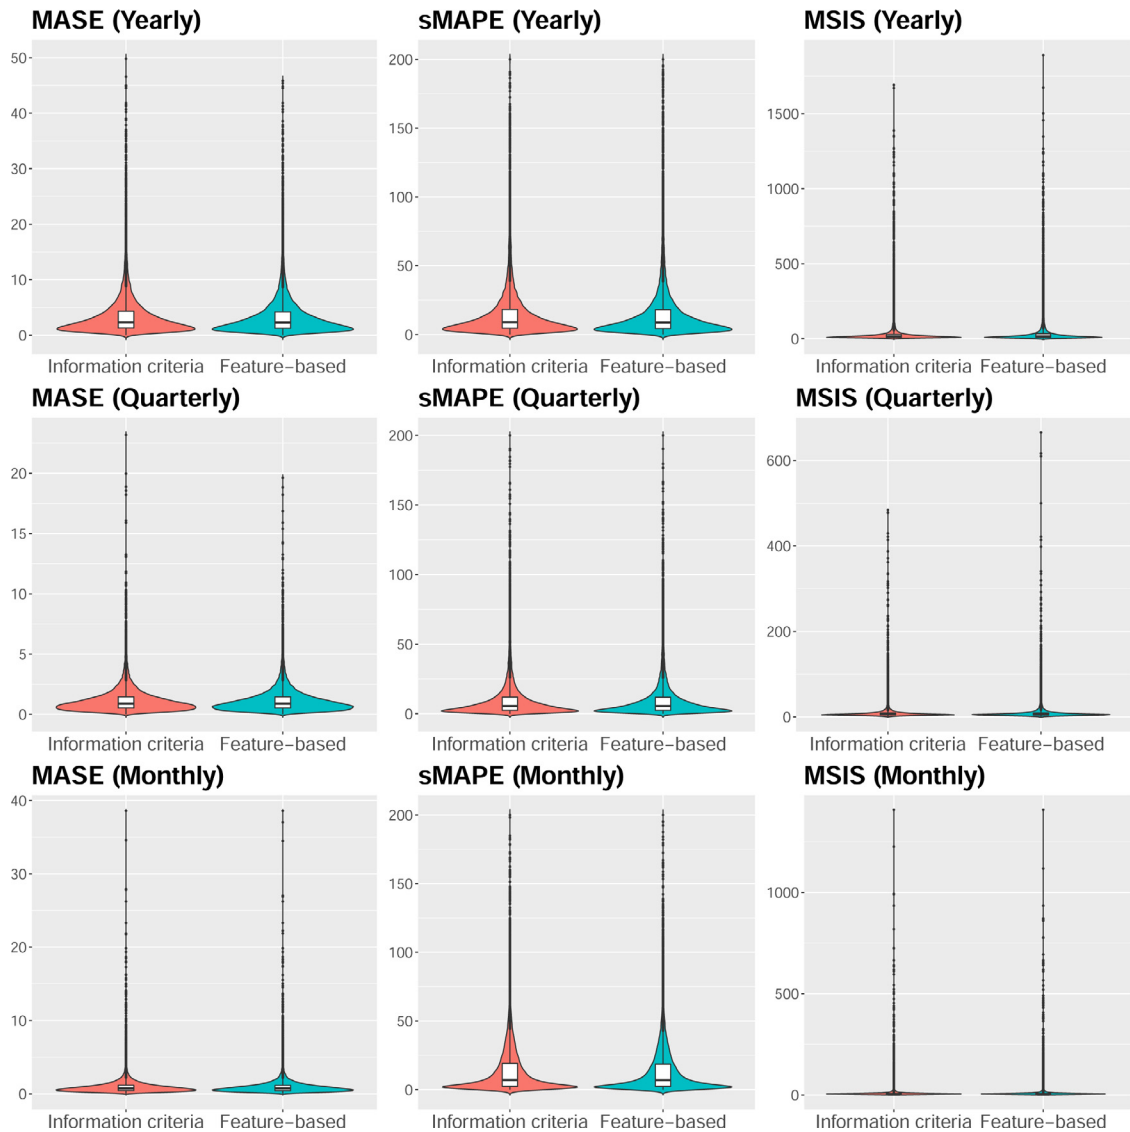 MASE (Yearly)
50
40
30
20
10
0
Information criteria Feature-based
sMAPE (Yearly)
200
150
100
50
0
Information criteria Feature-based
MSIS (Yearly)
1500
1000
500
0
Information criteria Feature-based
MASE (Quarterly)
20
15
10
5
0
Information criteria Feature-based
sMAPE (Quarterly)
200
150
100
50
0
Information criteria Feature-based
MSIS (Quarterly)
600
400
200
0
Information criteria Feature-based
MASE (Monthly)
40
30
20
10
0
Information criteria Feature-based
sMAPE (Monthly)
200
150
100
50
0
Information criteria Feature-based
MSIS (Monthly)
1000
500
0
Information criteria Feature-based